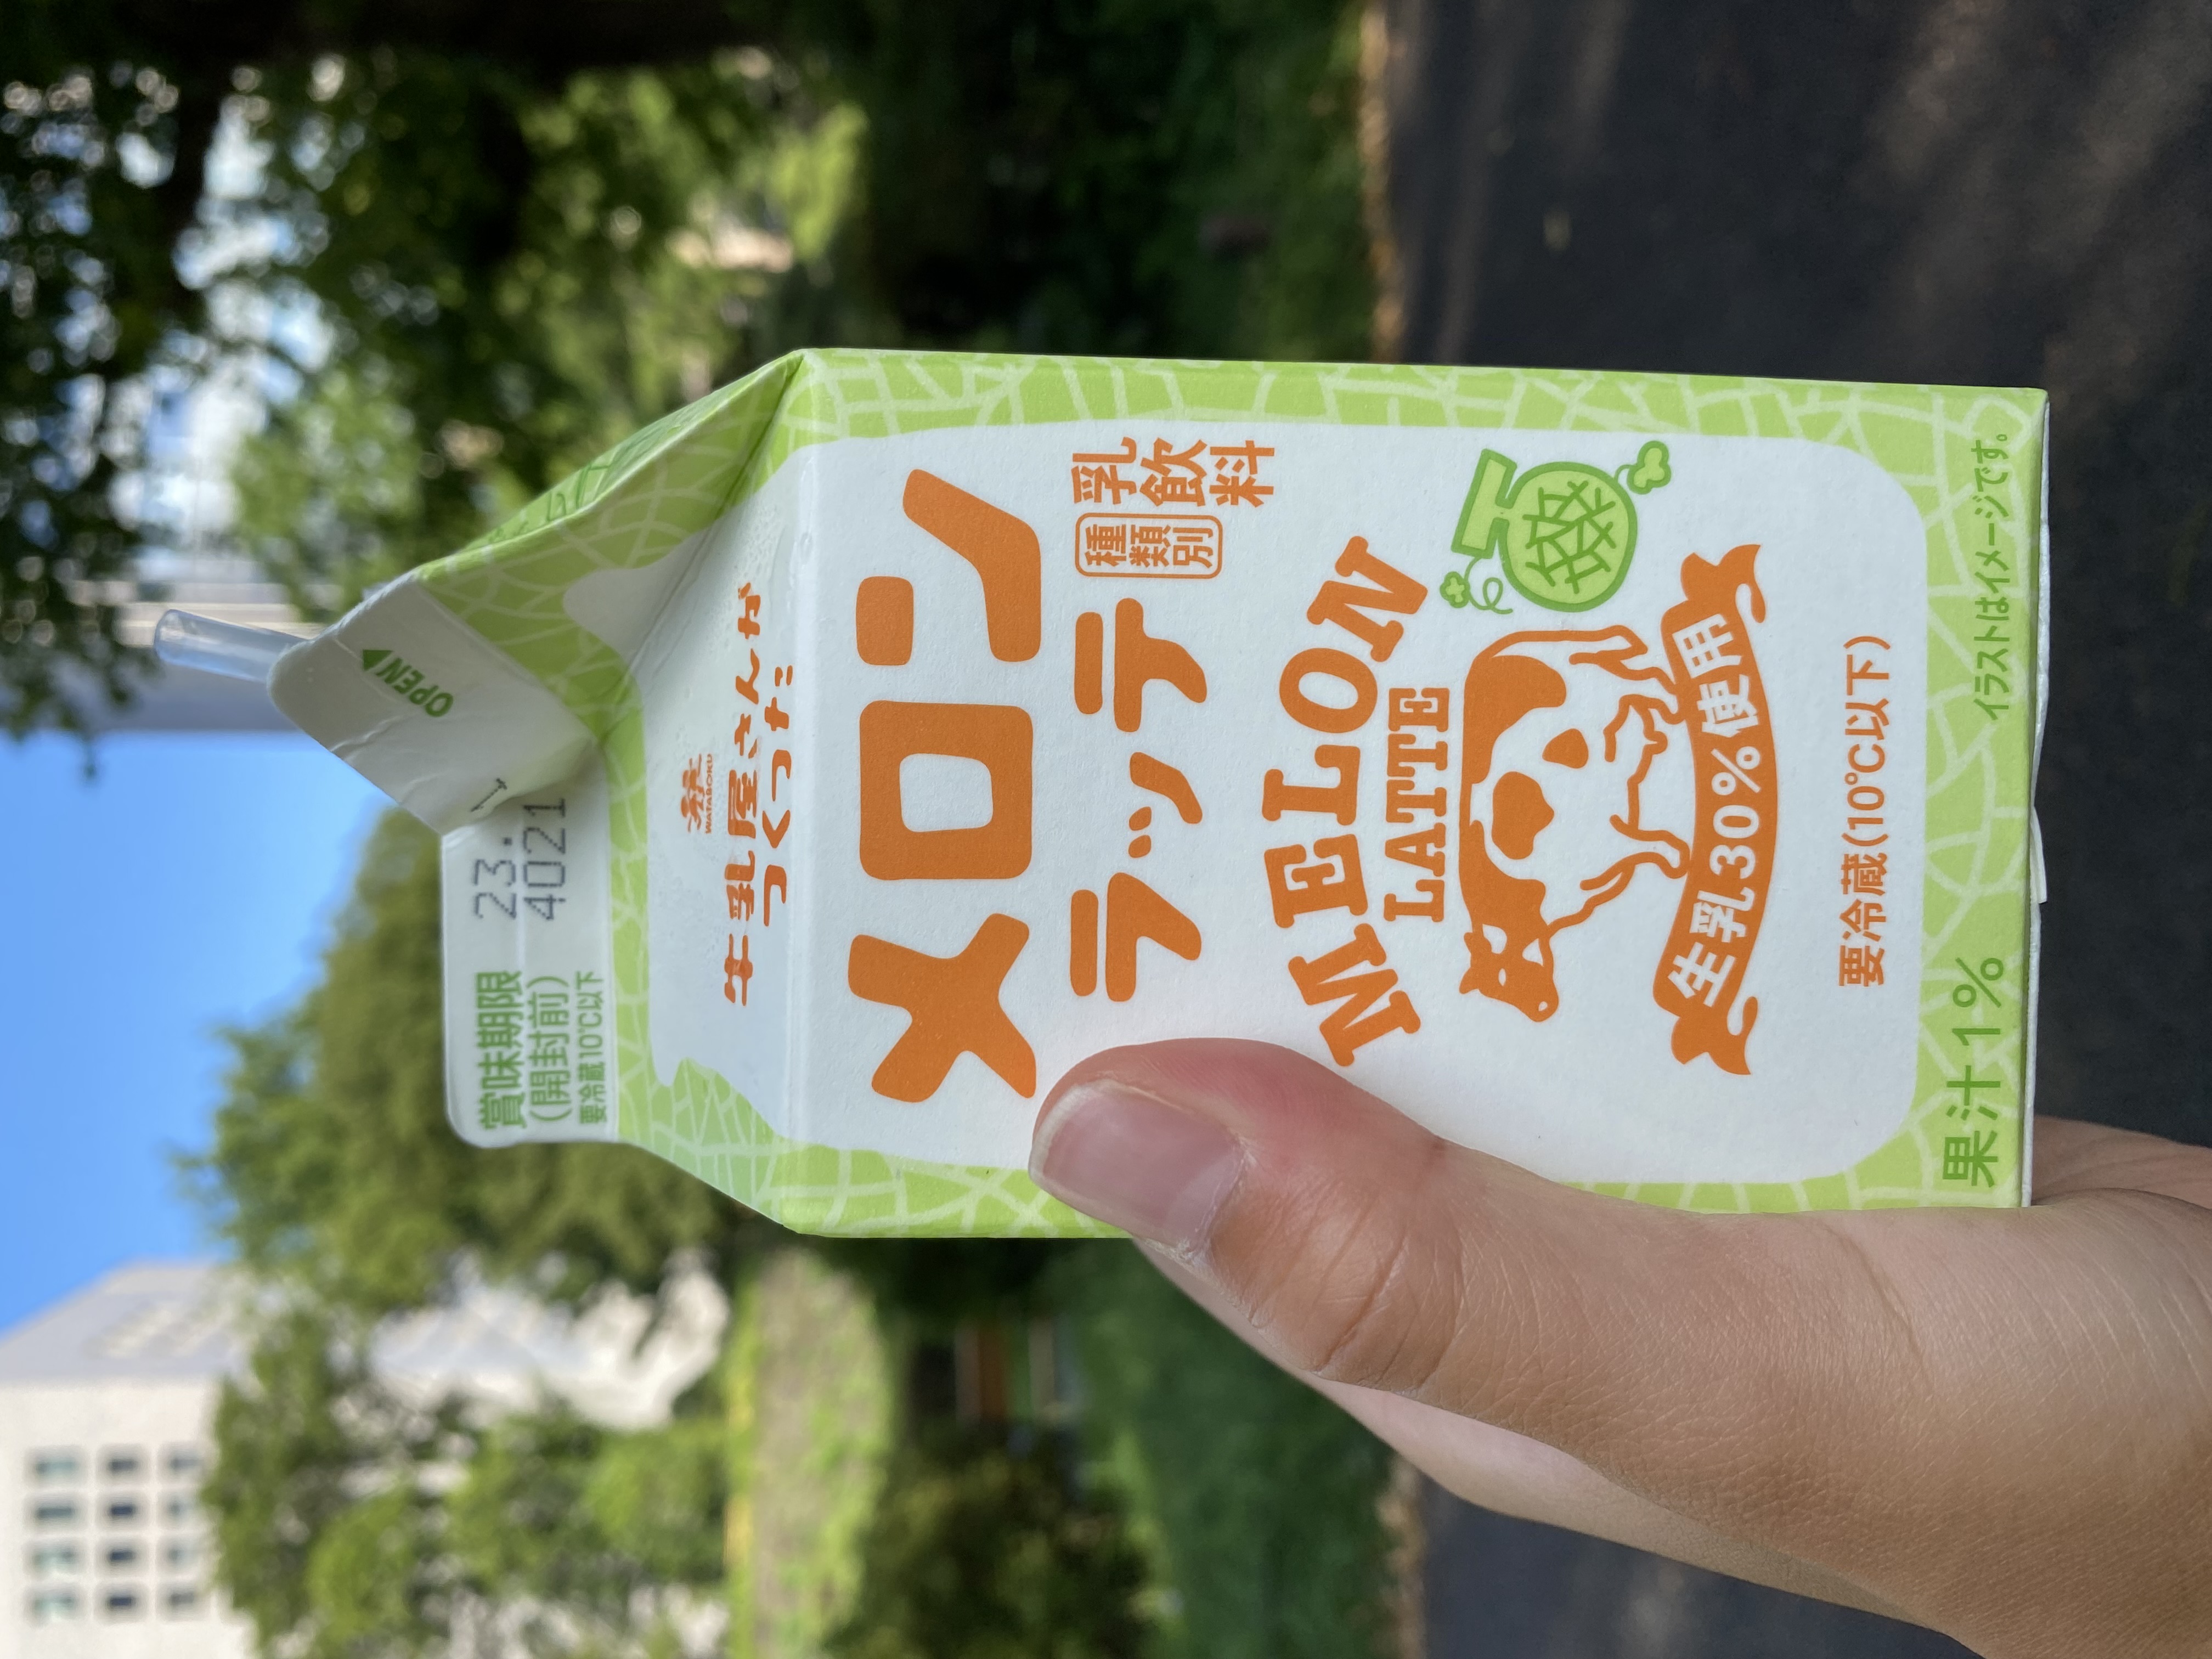 OPEN
賞味期限 23.
(開封前) 4021
要冷蔵10℃以下
WATABOKU
牛乳屋さんが
つくった
メロン
ラッテ
種類別
乳飲料
MELON
LATTE
生乳30%使用
要冷蔵(10℃以下)
果汁1%
イラストはイメージです。